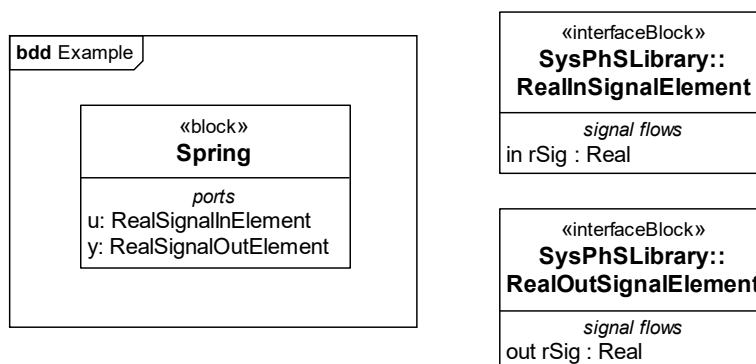 bdd Example
«block»
Spring
ports
u: RealSignalInElement
y: RealSignalOutElement
«interfaceBlock»
SysPhSLibrary::
RealInSignalElement
signal flows
in rSig : Real
«interfaceBlock»
SysPhSLibrary::
RealOutSignalElement
signal flows
out rSig : Real